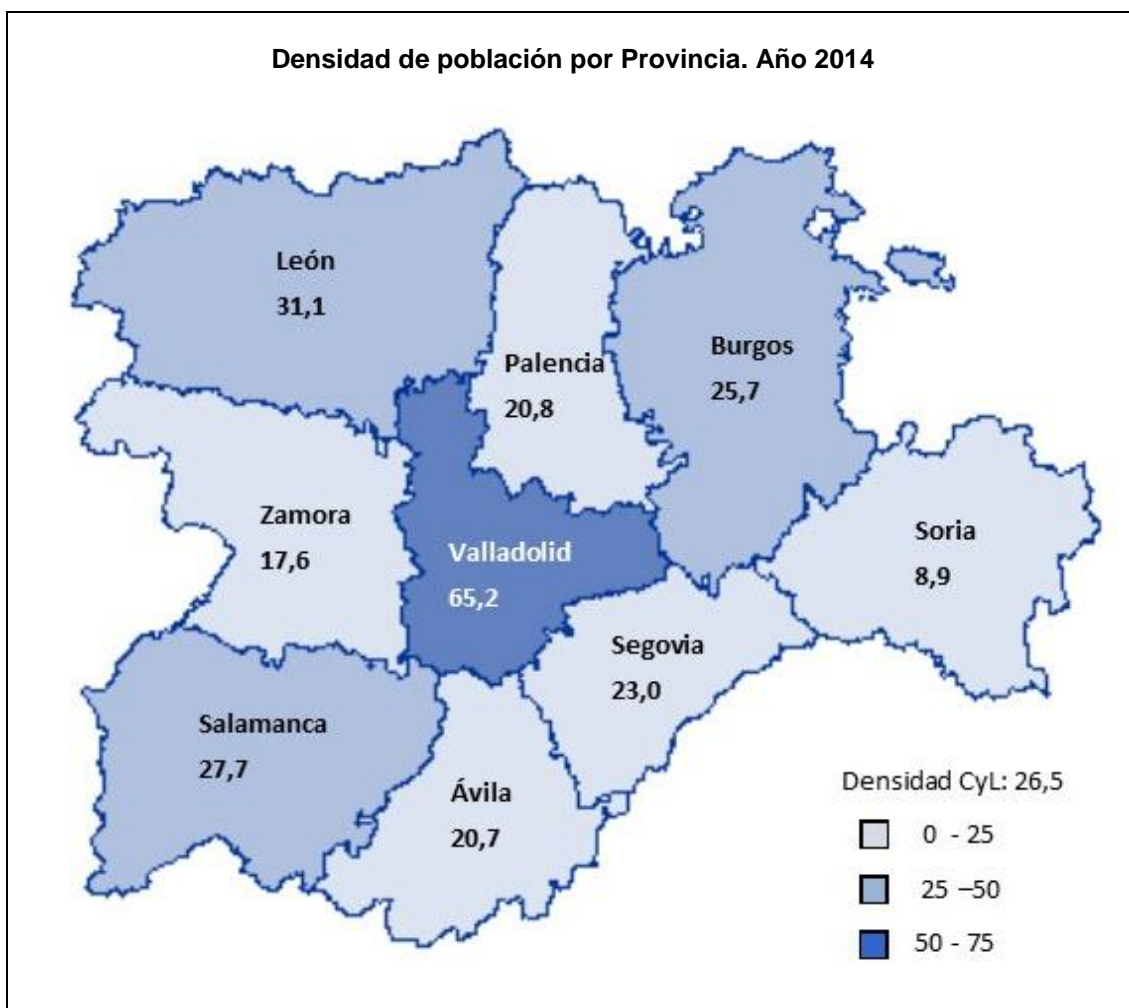 Densidad de población por Provincia. Año 2014
León
31,1
Palencia
20,8
Burgos
25,7
Zamora
17,6
Valladolid
65,2
Soria
8,9
Segovia
23,0
Salamanca
27,7
Ávila
20,7
Densidad CyL: 26,5
0 - 25
25 –50
50 - 75